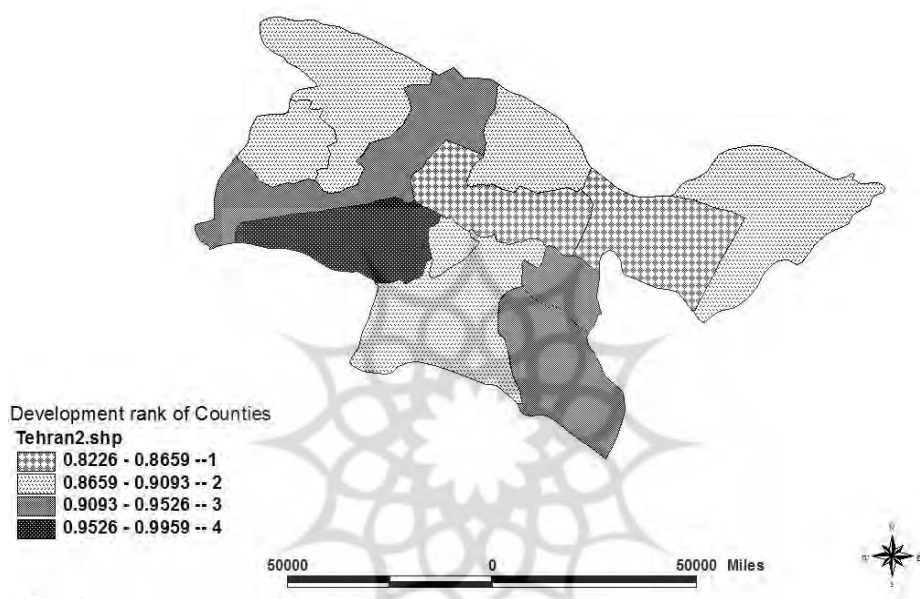 Development rank of Counties
Tehran2.shp
0.8226 - 0.8659 --1
0.8659 - 0.9093 -- 2
0.9093 - 0.9526 -- 3
0.9526 - 0.9959 -- 4
50000 0 50000 Miles
N
E
S